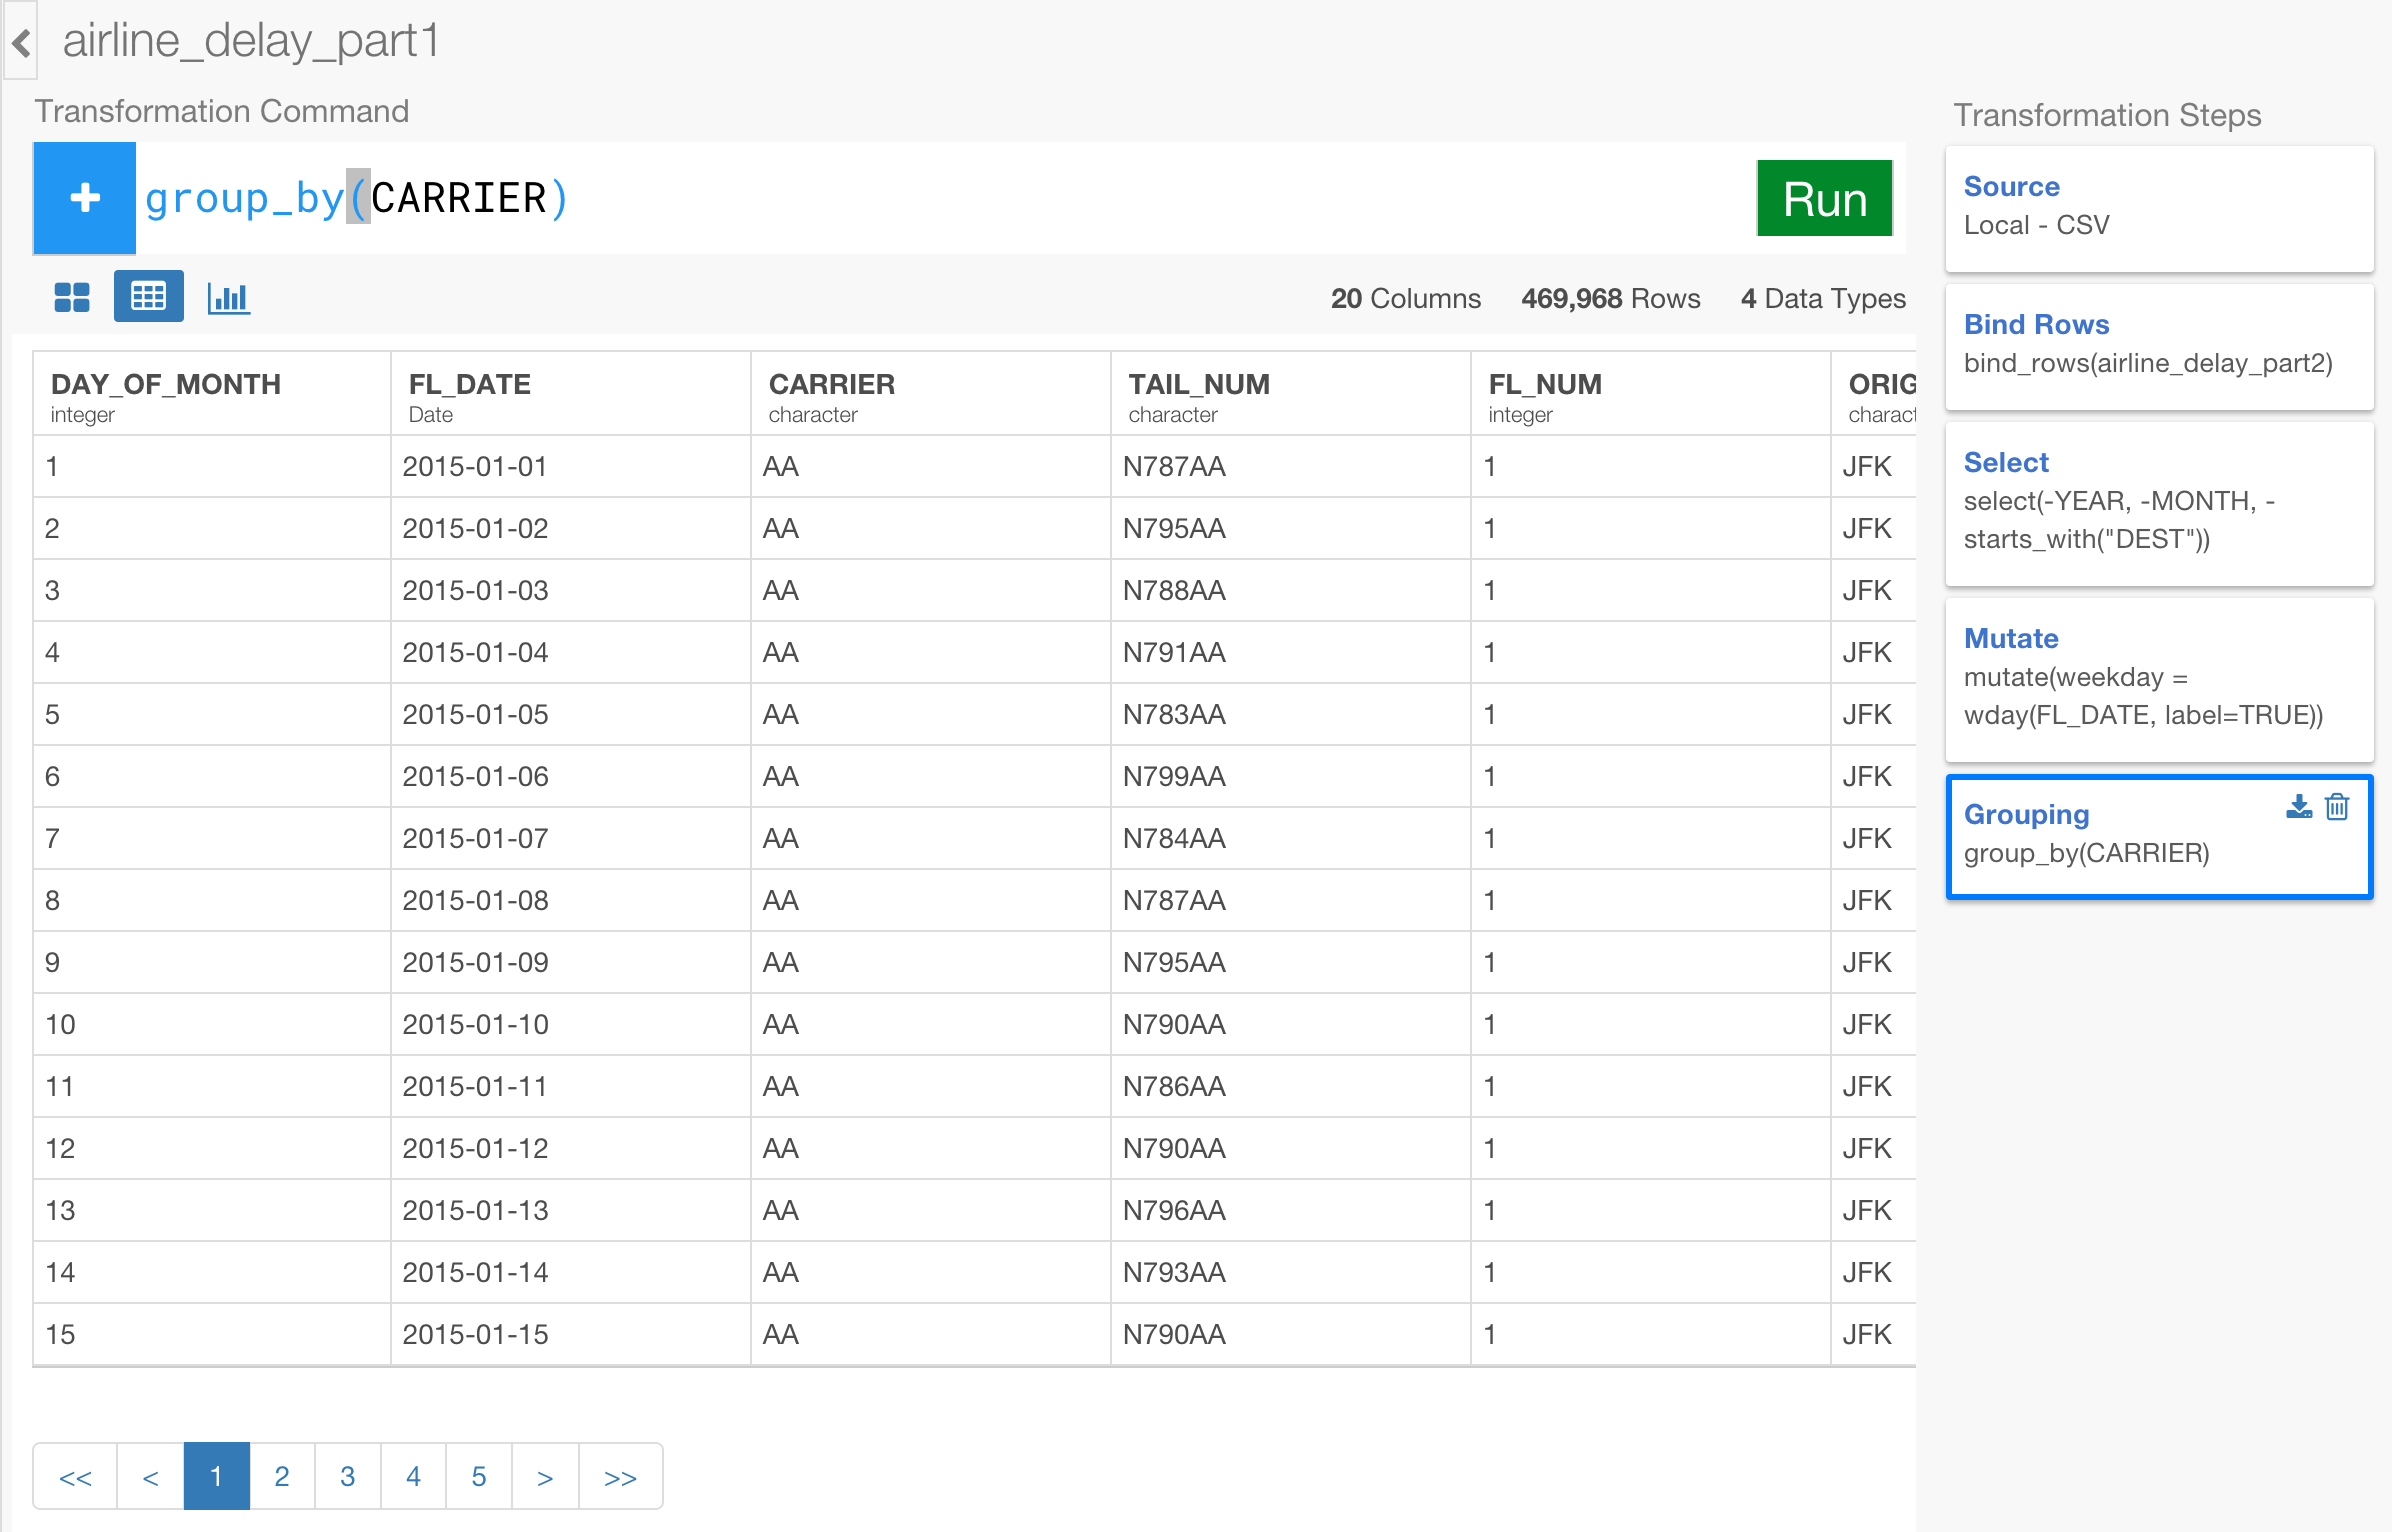 airline_delay_part1
Transformation Command
group_by(CARRIER)
Run
20 Columns 469,968 Rows 4 Data Types
DAY_OF_MONTH FL_DATE CARRIER TAIL_NUM FL_NUM ORIG
integer Date character character integer charact
1 2015-01-01 AA N787AA 1 JFK
2 2015-01-02 AA N795AA 1 JFK
3 2015-01-03 AA N788AA 1 JFK
4 2015-01-04 AA N791AA 1 JFK
5 2015-01-05 AA N783AA 1 JFK
6 2015-01-06 AA N799AA 1 JFK
7 2015-01-07 AA N784AA 1 JFK
8 2015-01-08 AA N787AA 1 JFK
9 2015-01-09 AA N795AA 1 JFK
10 2015-01-10 AA N790AA 1 JFK
11 2015-01-11 AA N786AA 1 JFK
12 2015-01-12 AA N790AA 1 JFK
13 2015-01-13 AA N796AA 1 JFK
14 2015-01-14 AA N793AA 1 JFK
15 2015-01-15 AA N790AA 1 JFK
<< < 1 2 3 4 5 > >>
Transformation Steps
Source
Local - CSV
Bind Rows
bind_rows(airline_delay_part2)
Select
select(-YEAR, -MONTH, -
starts_with("DEST"))
Mutate
mutate(weekday =
wday(FL_DATE, label=TRUE))
Grouping
group_by(CARRIER)